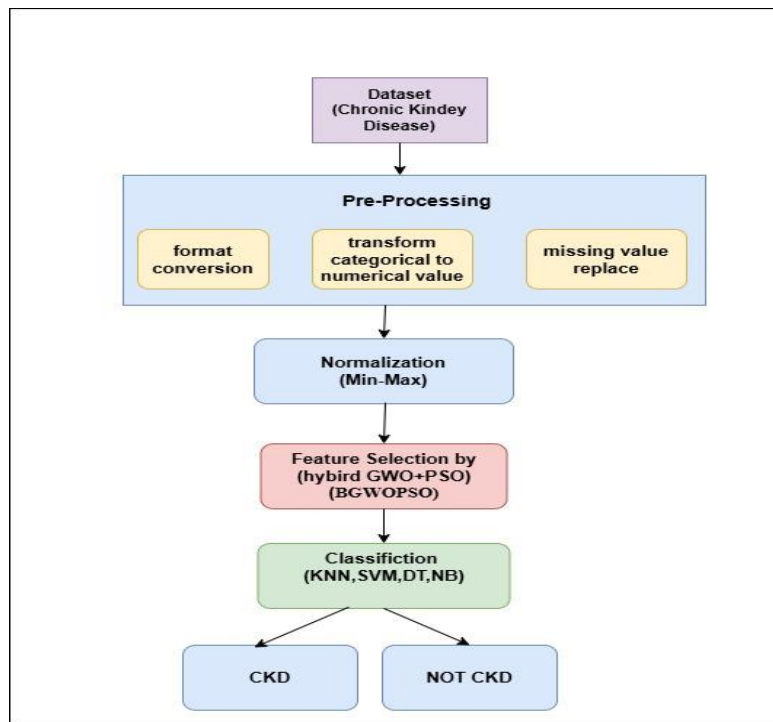 Dataset
(Chronic Kindey
Disease)
Pre-Processing
format
conversion
transform
categorical to
numerical value
missing value
replace
Normalization
(Min-Max)
Feature Selection by
(hybird GWO+PSO)
(BGWOPSO)
Classifiction
(KNN,SVM,DT,NB)
CKD
NOT CKD